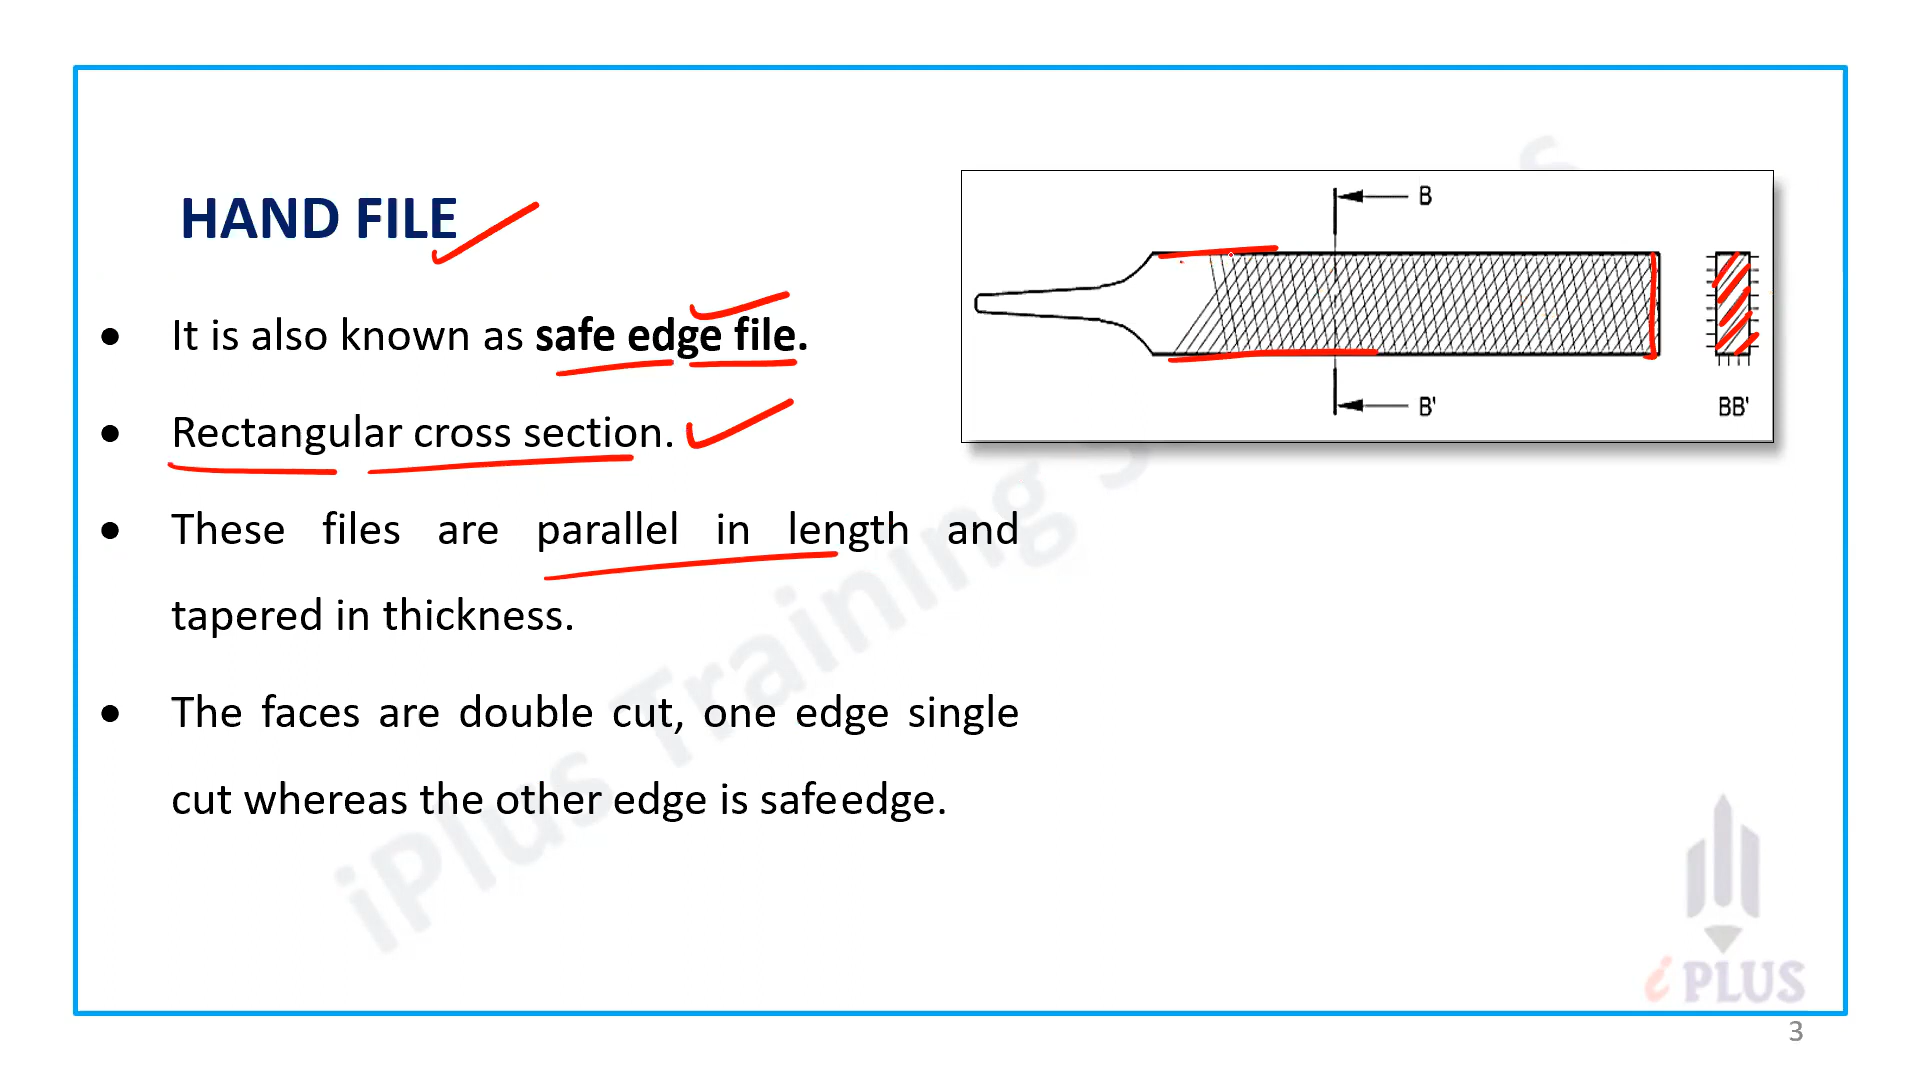 HAND FILE
• It is also known as safe edge file.
• Rectangular cross section.
• These files are parallel in length and
tapered in thickness.
• The faces are double cut, one edge single
cut whereas the other edge is safeedge.
B
B'
BB'
iPlus Training S
i PLUS
3